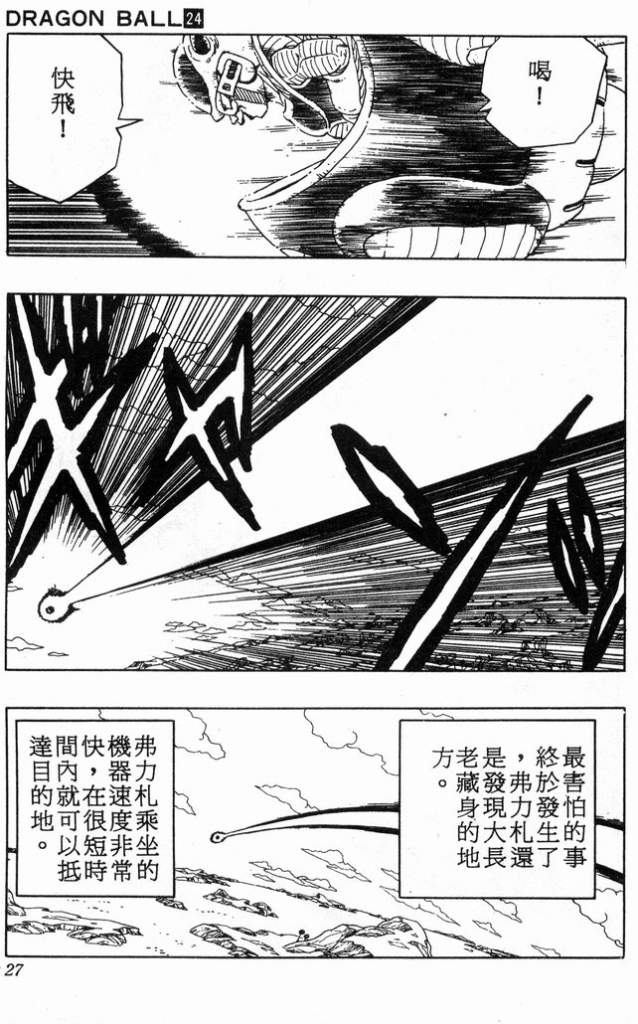 DRAGON BALL 24
喝！
快飛！
最害怕的事
終於發生了
，弗力札還
是發現大長
老藏身的地
方。
弗力札乘坐的
機器速度非常
快，在很短時
間內就可以抵
達目的地。
27